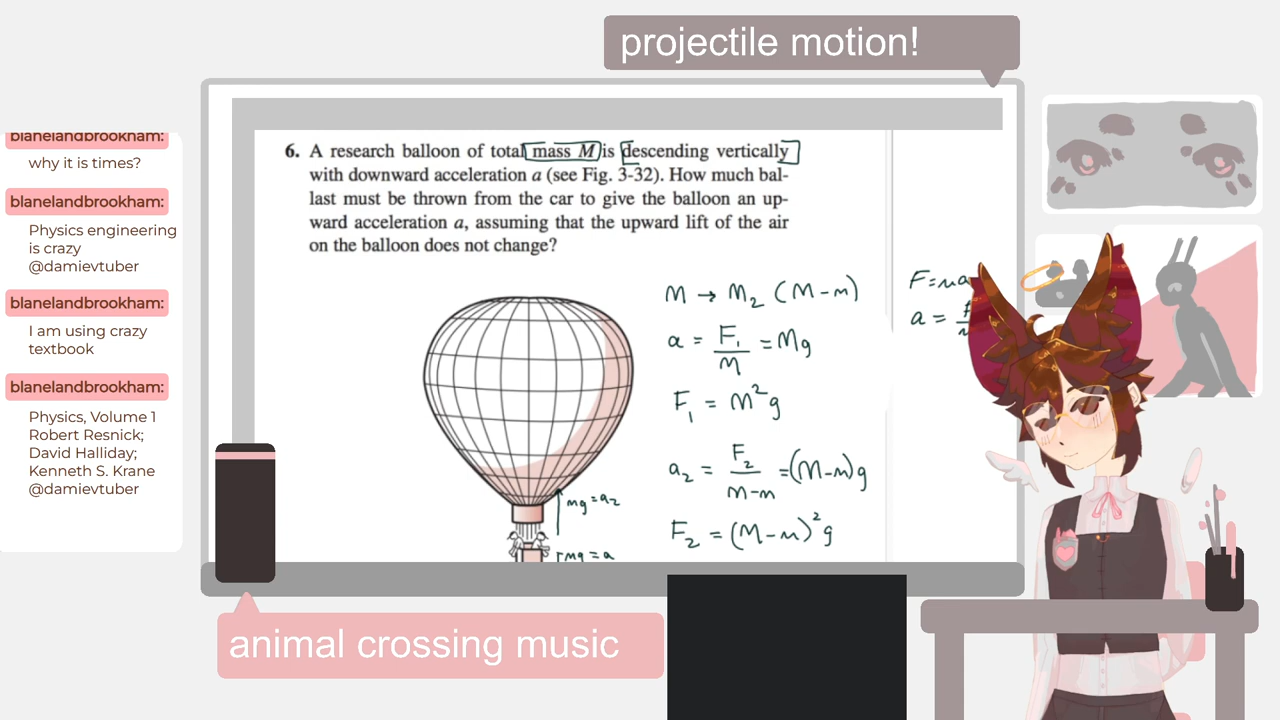 projectile motion!
blanelandbrookham:
why it is times?
blanelandbrookham:
Physics engineering
is crazy
@damievtuber
blanelandbrookham:
I am using crazy
textbook
blanelandbrookham:
Physics, Volume 1
Robert Resnick;
David Halliday;
Kenneth S. Krane
@damievtuber
6. A research balloon of total mass M is descending vertically
with downward acceleration a (see Fig. 3-32). How much bal-
last must be thrown from the car to give the balloon an up-
ward acceleration a, assuming that the upward lift of the air
on the balloon does not change?
M → M₂ (M-m)
a = F₁/M = Mg
F₁ = M²g
a₂ = F₂/M-m = (M-m)g
F₂ = (M-m)²g
mg=a₂
Mg=a
F=ma
a =
animal crossing music